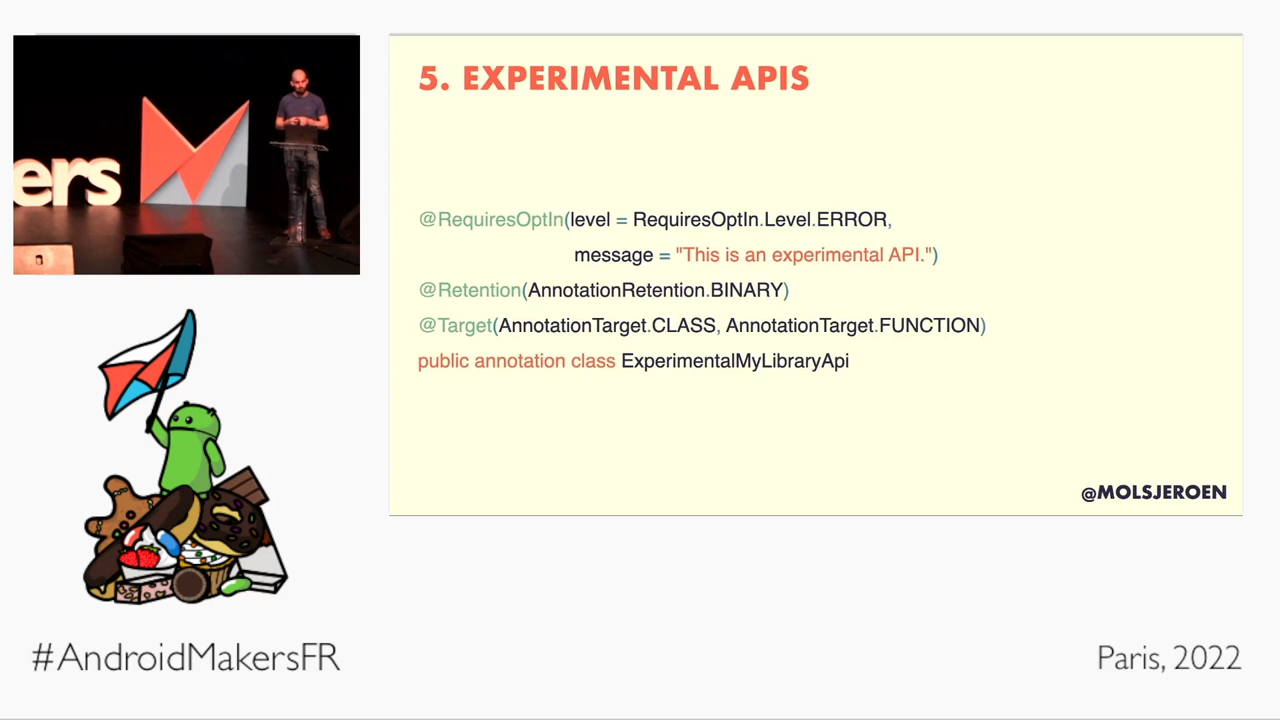 5. EXPERIMENTAL APIS
@RequiresOptIn(level = RequiresOptIn.Level.ERROR,
message = "This is an experimental API.")
@Retention(AnnotationRetention.BINARY)
@Target(AnnotationTarget.CLASS, AnnotationTarget.FUNCTION)
public annotation class ExperimentalMyLibraryApi
@MOLSJEROEN
ers
#AndroidMakersFR
Paris, 2022